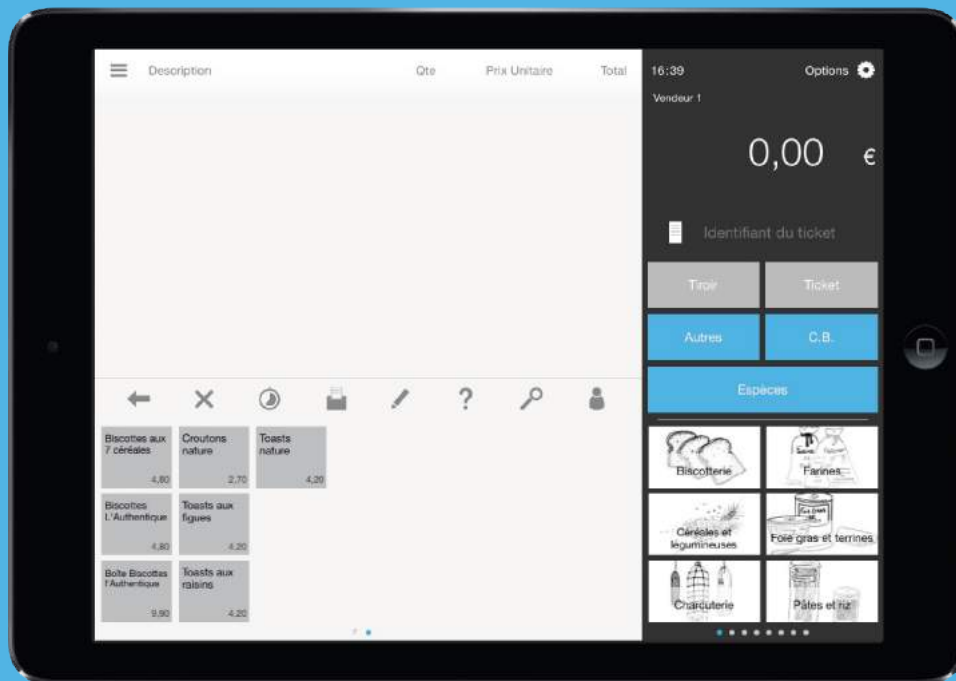 Description Qte Prix Unitaire Total
16:39 Options
Vendeur 1
0,00 €
Identifiant du ticket
Tiroir Ticket
Autres C.B.
Espèces
Biscottes aux
7 céréales
4,80
Croutons
nature
2,70
Toasts
nature
4,20
Biscottes
L'Authentique
4,80
Toasts aux
figues
4,20
Boîte Biscottes
l'Authentique
9,90
Toasts aux
raisins
4,20
Biscotterie
Farines
Céréales et
légumineuses
Foie gras et terrines
Charcuterie
Pâtes et riz